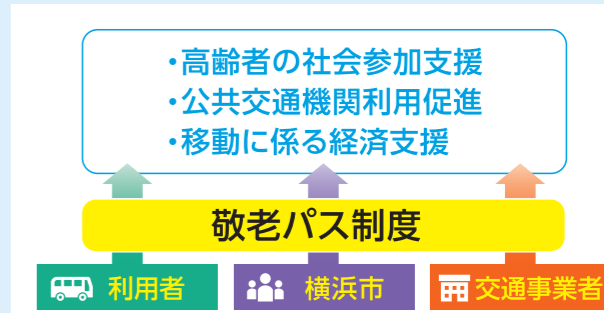 ・高齢者の社会参加支援
・公共交通機関利用促進
・移動に係る経済支援
敬老パス制度
利用者
横浜市
交通事業者